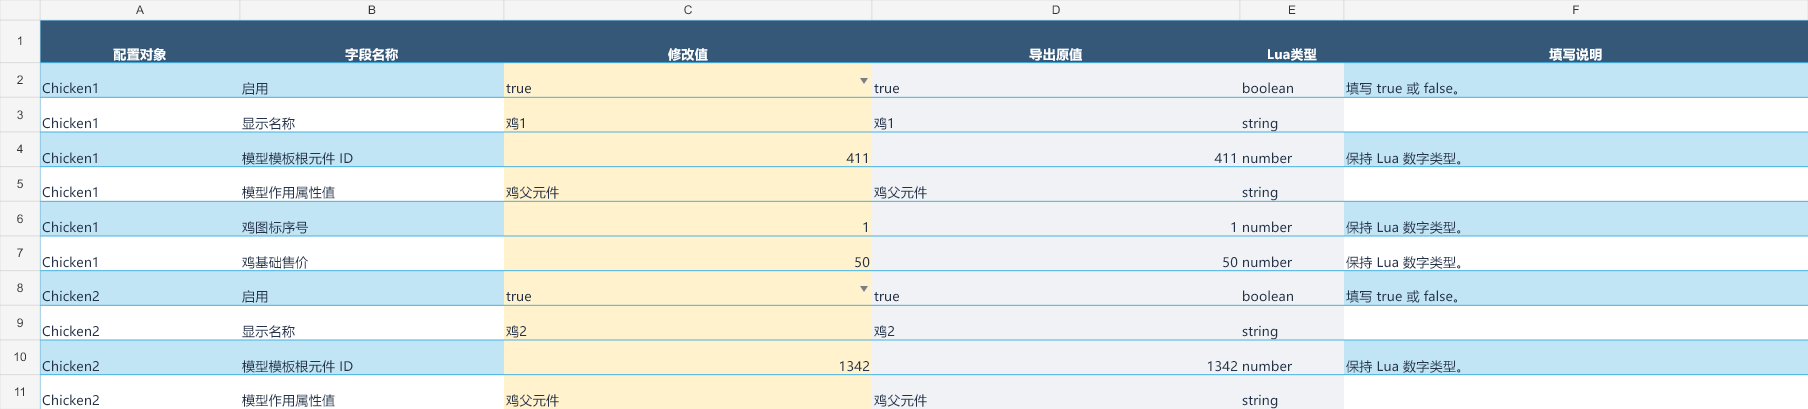 A B C D E F
1 配置对象 字段名称 修改值 导出原值 Lua类型 填写说明
2 Chicken1 启用 true true boolean 填写 true 或 false。
3 Chicken1 显示名称 鸡1 鸡1 string
4 Chicken1 模型模板根元件 ID 411 411 number 保持 Lua 数字类型。
5 Chicken1 模型作用属性值 鸡父元件 鸡父元件 string
6 Chicken1 鸡图标序号 1 1 number 保持 Lua 数字类型。
7 Chicken1 鸡基础售价 50 50 number 保持 Lua 数字类型。
8 Chicken2 启用 true true boolean 填写 true 或 false。
9 Chicken2 显示名称 鸡2 鸡2 string
10 Chicken2 模型模板根元件 ID 1342 1342 number 保持 Lua 数字类型。
11 Chicken2 模型作用属性值 鸡父元件 鸡父元件 string